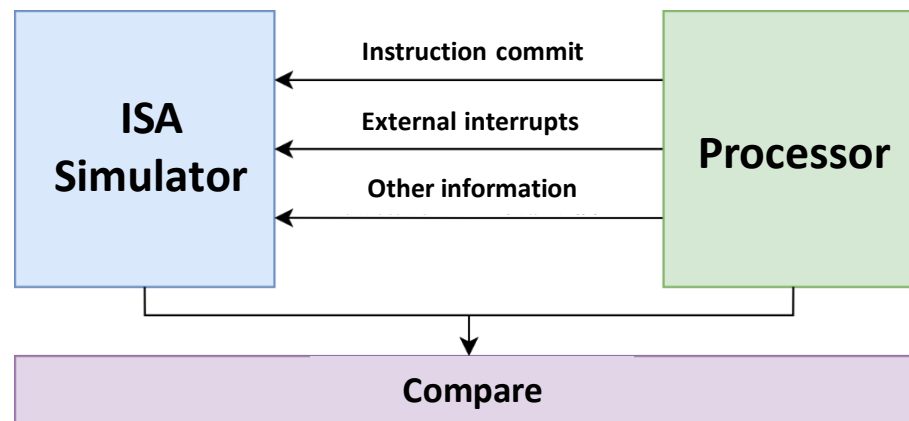 Instruction commit
ISA
Simulator
External interrupts
Processor
Other information
Compare